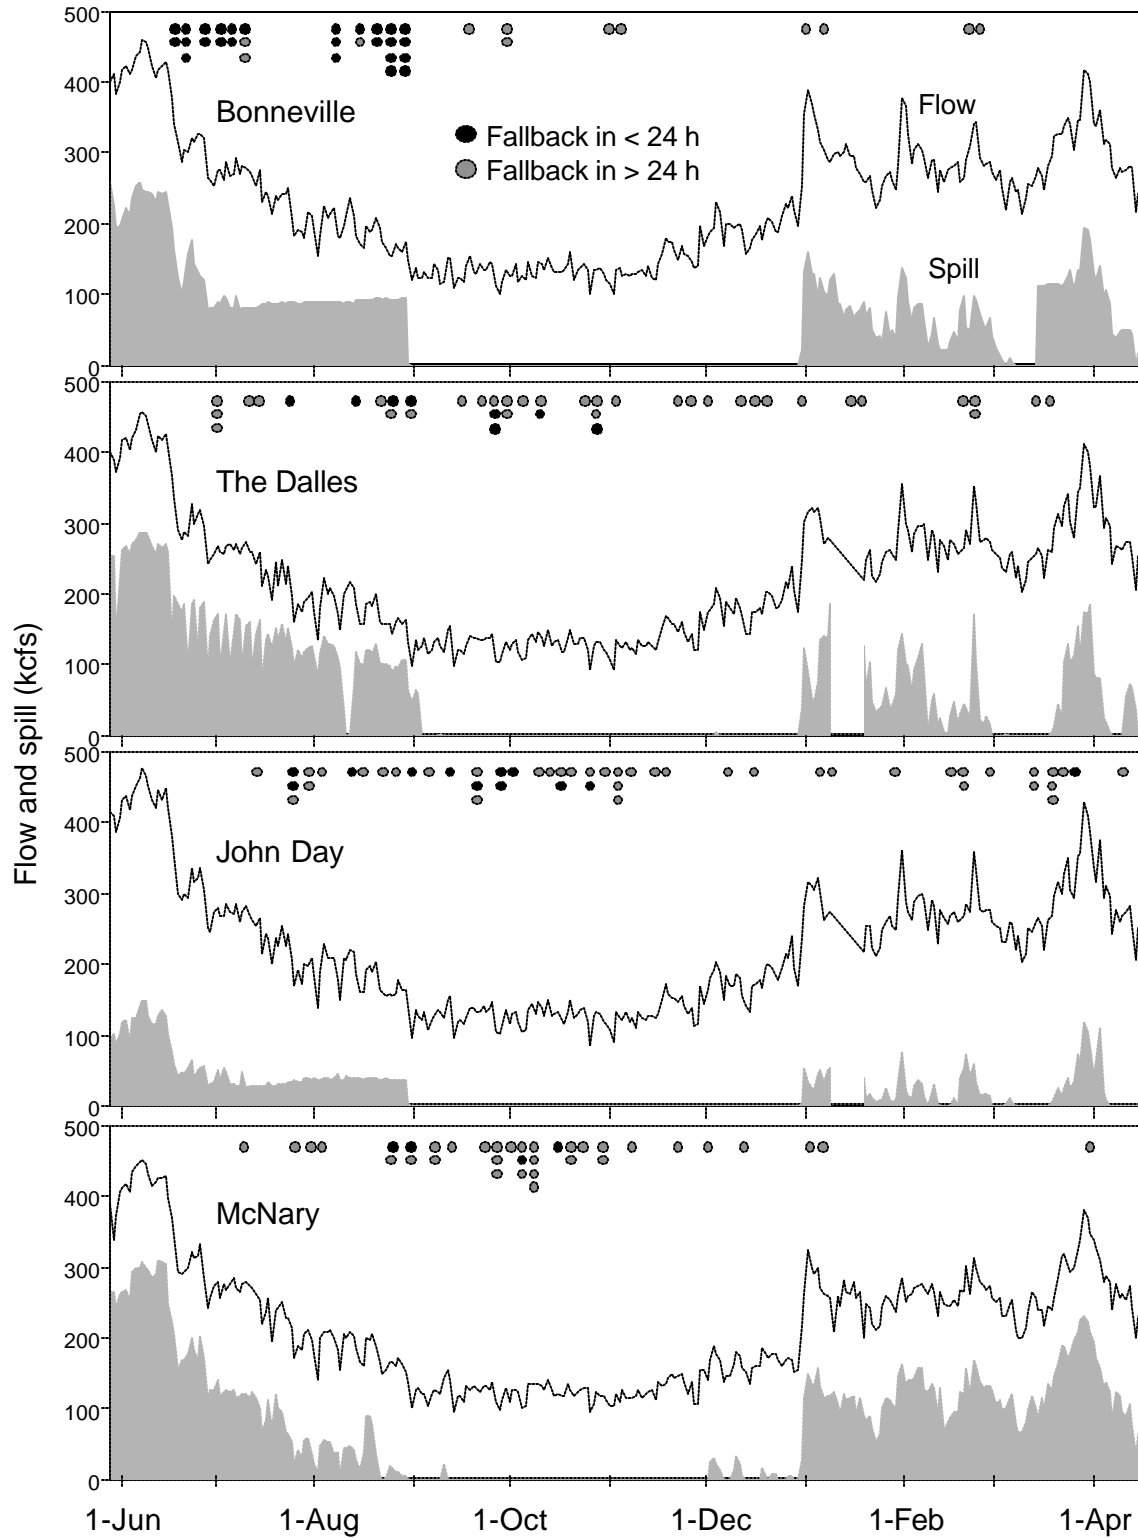 500
400
300
200
100
0
Bonneville
Flow
Fallback in < 24 h
Fallback in > 24 h
Spill
500
400
300
200
100
0
The Dalles
Flow and spill (kcfs)
500
400
300
200
100
0
John Day
500
400
300
200
100
0
McNary
1-Jun 1-Aug 1-Oct 1-Dec 1-Feb 1-Apr